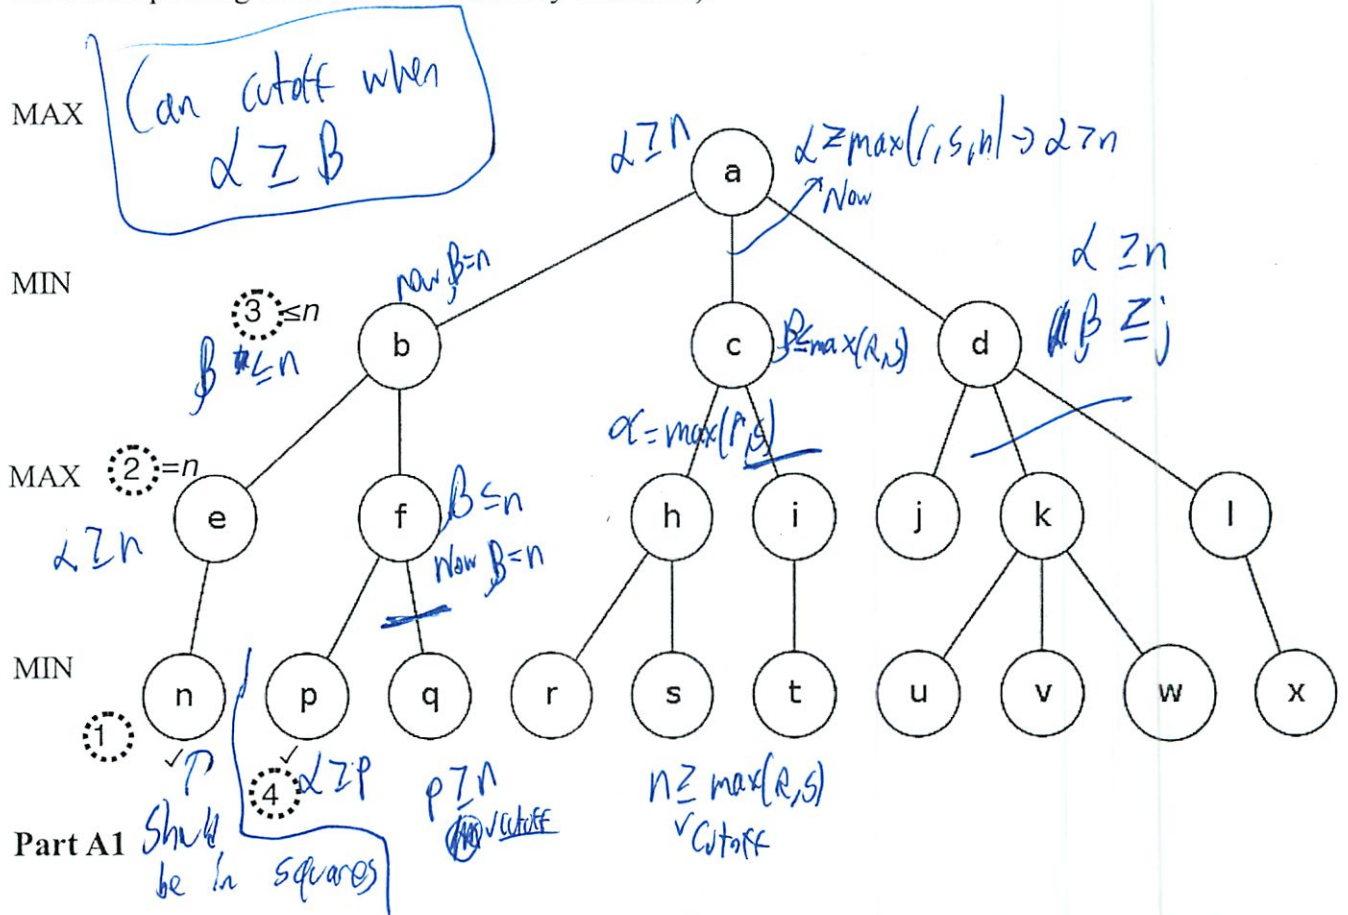 Can cutoff when
α ≥ β
MAX
α ≥ n
a
α ≥ max(r,s,n) → α ≥ n
Now
MIN
now β=n
3 ≤n
β ≤ n
b
c
β ≤ max(R,S)
d
α ≥ n
β ≥ j
α = max(r,s)
MAX
2 =n
e
α ≥ n
f
β ≤ n
Now β=n
h
i
j
k
l
MIN
n
p
q
r
s
t
u
v
w
x
1
4
α ≥ p
p ≥ n
✓cutoff
n ≥ max(R,S)
✓ Cutoff
Part A1
Should
be in squares